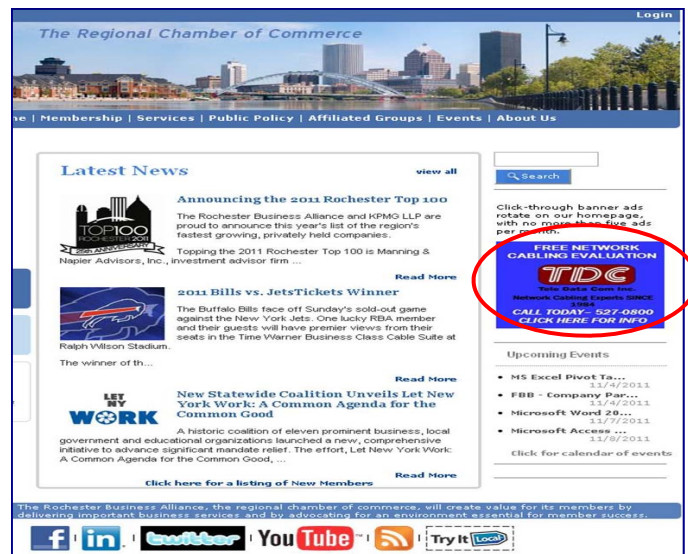 Login
The Regional Chamber of Commerce
| Membership | Services | Public Policy | Affiliated Groups | Events | About Us
Latest News
view all
TOP100
ROCHESTER 2011
25th ANNIVERSARY
Announcing the 2011 Rochester Top 100
The Rochester Business Alliance and KPMG LLP are
proud to announce this year's list of the region's
fastest growing, privately held companies.
Topping the 2011 Rochester Top 100 is Manning &
Napier Advisors, Inc., investment advisor firm ...
Read More
2011 Bills vs. JetsTickets Winner
The Buffalo Bills face off Sunday's sold-out game
against the New York Jets. One lucky RBA member
and their guests will have premier views from their
seats in the Time Warner Business Class Cable Suite at
Ralph Wilson Stadium.
The winner of th...
Read More
LET
NY
WORK
New Statewide Coalition Unveils Let New
York Work: A Common Agenda for the
Common Good
A historic coalition of eleven prominent business, local
government and educational organizations launched a new, comprehensive
initiative to advance significant mandate relief. The effort, Let New York Work:
A Common Agenda for the Common Good, ...
Read More
Click here for a listing of New Members
Search
Click-through banner ads
rotate on our homepage,
with no more than five ads
per month.
FREE NETWORK
CABLING EVALUATION
TDC
Tele Data Com Inc.
Network Cabling Experts SINCE
1984
CALL TODAY- 527-0800
CLICK HERE FOR INFO
Upcoming Events
• MS Excel Pivot Ta...
11/4/2011
• FBB - Company Par...
11/4/2011
• Microsoft Word 20...
11/7/2011
• Microsoft Access ...
11/8/2011
Click for calendar of events
The Rochester Business Alliance, the regional chamber of commerce, will create value for its members by
delivering important business services and by advocating for an environment essential for member success.
f | in. | twitter | You Tube | | Try It Local